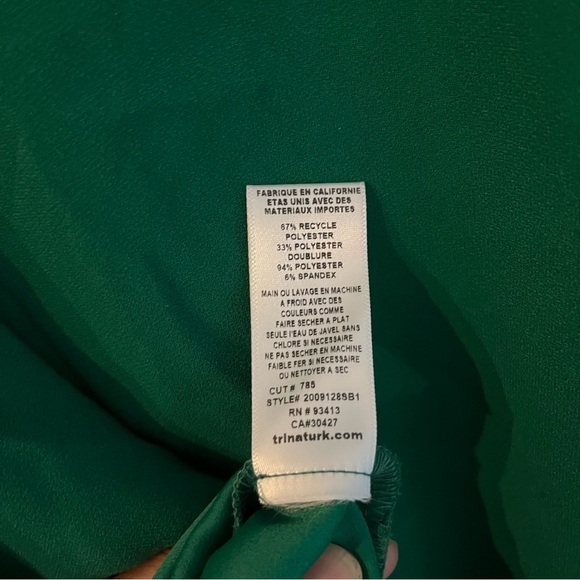 FABRIQUE EN CALIFORNIE
ETAS UNIS AVEC DES
MATERIAUX IMPORTES
67% RECYCLE
POLYESTER
33% POLYESTER
DOUBLURE
94% POLYESTER
6% SPANDEX
MAIN OU LAVAGE EN MACHINE
A FROID AVEC DES
COULEURS COMME
FAIRE SECHER A PLAT
SEULE l'EAU DE JAVEL SANS
CHLORE SI NECESSAIRE
NE PAS SECHER EN MACHINE
FAIBLE FER SI NECESSAIRE
OU NETTOYER A SEC
CUT# 785
STYLE# 2009128SB1
RN # 93413
CA#30427
trinaturk.com